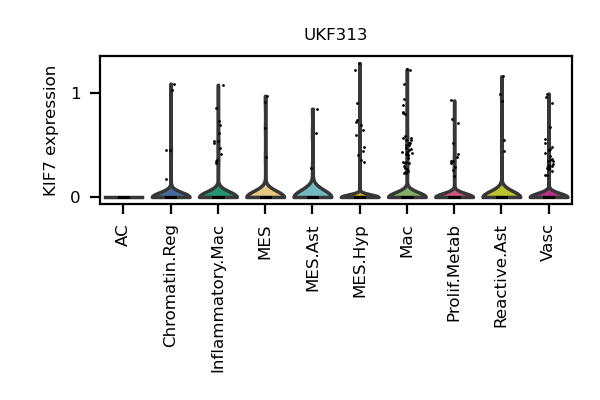 UKF313
KIF7 expression
1
0
AC
Chromatin.Reg
Inflammatory.Mac
MES
MES.Ast
MES.Hyp
Mac
Prolif.Metab
Reactive.Ast
Vasc